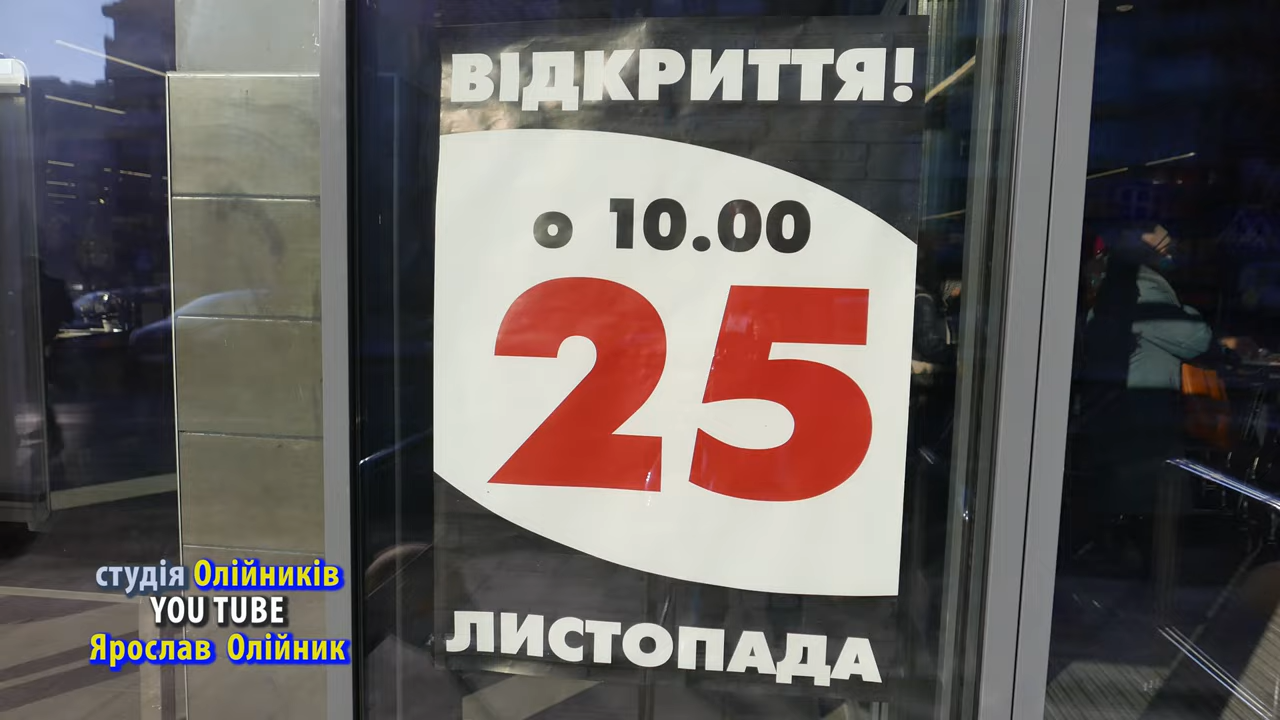 ВІДКРИТТЯ!
о 10.00
25
ЛИСТОПАДА
студія Олійників
YOU TUBE
Ярослав Олійник